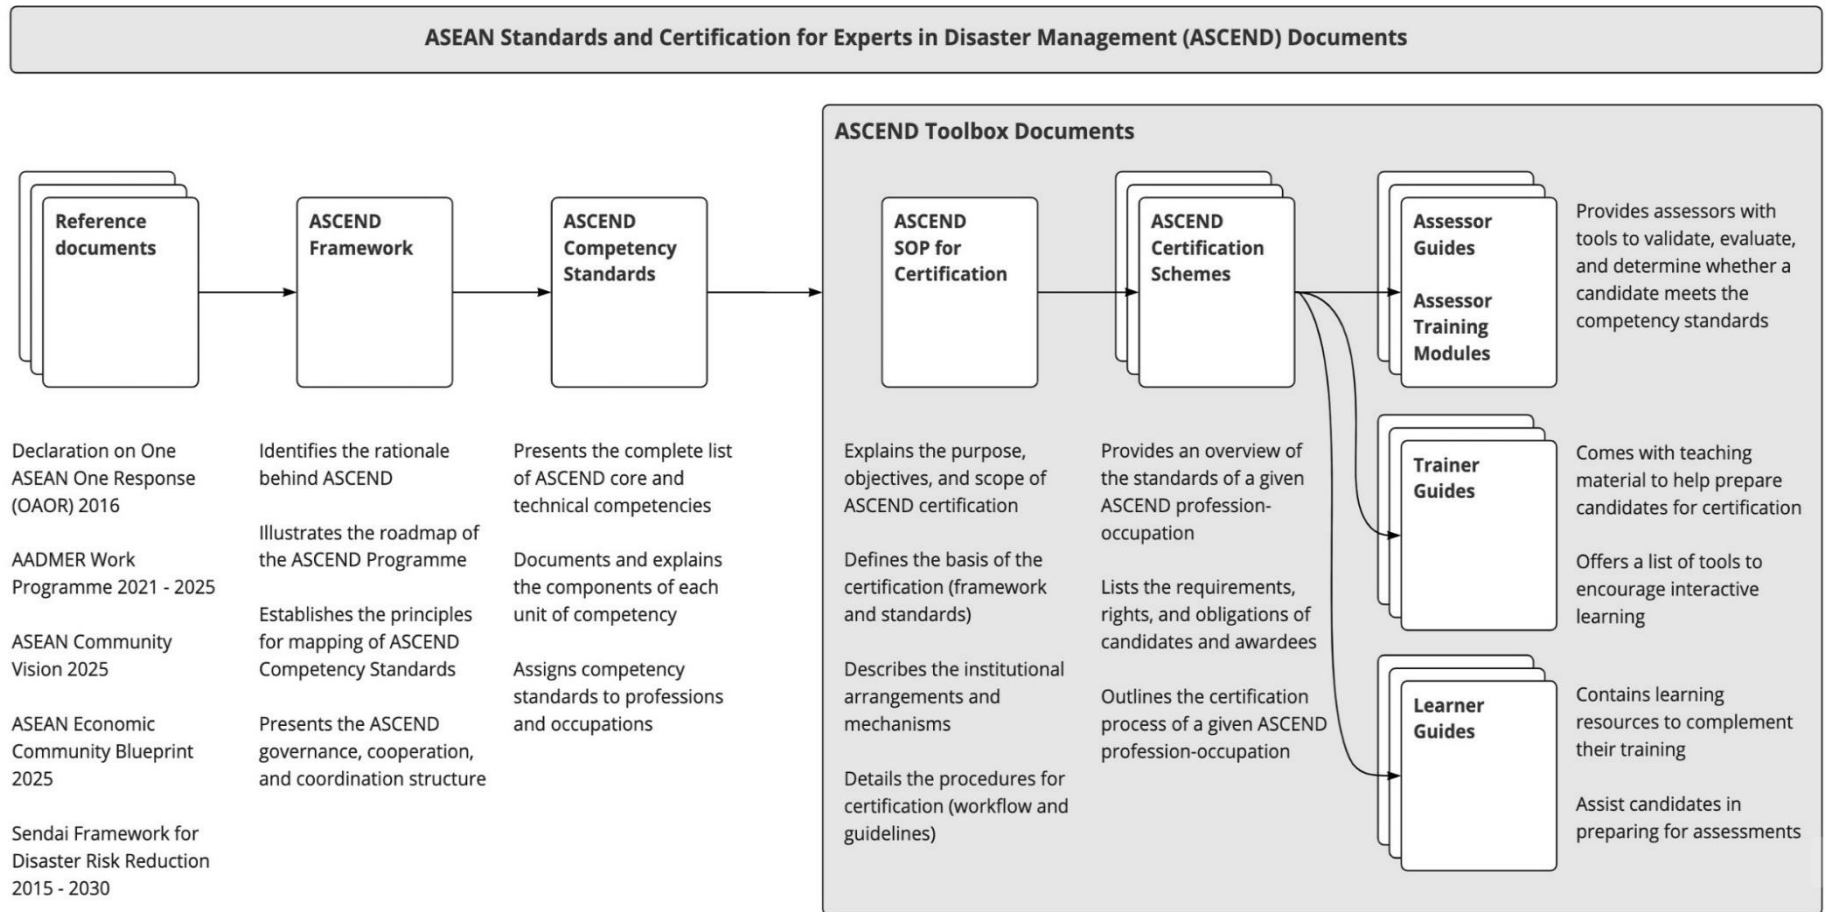 ASEAN Standards and Certification for Experts in Disaster Management (ASCEND) Documents
ASCEND Toolbox Documents
Reference
documents
ASCEND
Framework
ASCEND
Competency
Standards
ASCEND
SOP for
Certification
ASCEND
Certification
Schemes
Assessor
Guides
Assessor
Training
Modules
Provides assessors with
tools to validate, evaluate,
and determine whether a
candidate meets the
competency standards
Declaration on One
ASEAN One Response
(OAOR) 2016
AADMER Work
Programme 2021 - 2025
ASEAN Community
Vision 2025
ASEAN Economic
Community Blueprint
2025
Sendai Framework for
Disaster Risk Reduction
2015 - 2030
Identifies the rationale
behind ASCEND
Illustrates the roadmap of
the ASCEND Programme
Establishes the principles
for mapping of ASCEND
Competency Standards
Presents the ASCEND
governance, cooperation,
and coordination structure
Presents the complete list
of ASCEND core and
technical competencies
Documents and explains
the components of each
unit of competency
Assigns competency
standards to professions
and occupations
Explains the purpose,
objectives, and scope of
ASCEND certification
Defines the basis of the
certification (framework
and standards)
Describes the institutional
arrangements and
mechanisms
Details the procedures for
certification (workflow and
guidelines)
Provides an overview of
the standards of a given
ASCEND profession-
occupation
Lists the requirements,
rights, and obligations of
candidates and awardees
Outlines the certification
process of a given ASCEND
profession-occupation
Trainer
Guides
Comes with teaching
material to help prepare
candidates for certification
Offers a list of tools to
encourage interactive
learning
Learner
Guides
Contains learning
resources to complement
their training
Assist candidates in
preparing for assessments